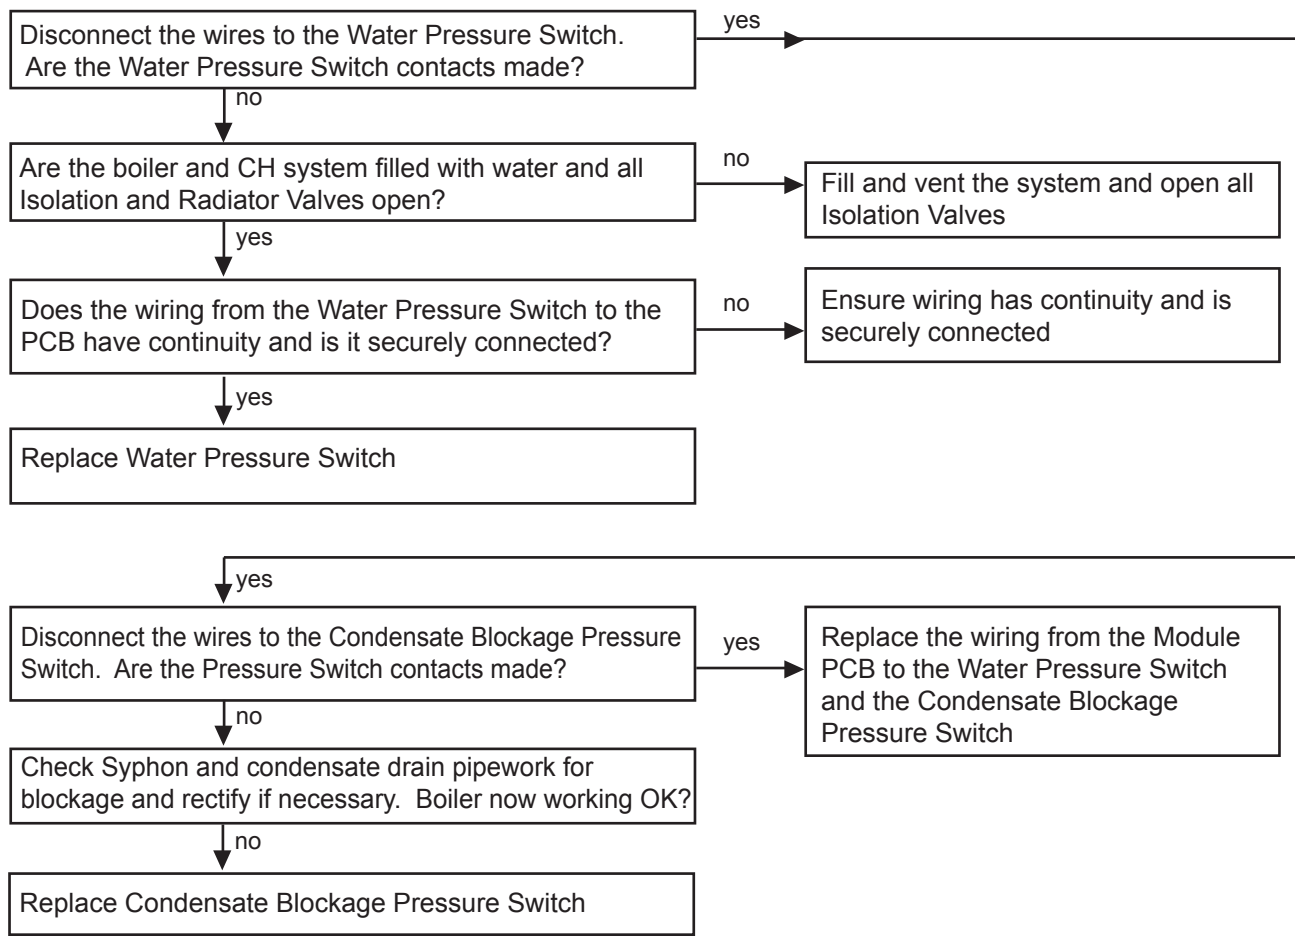 Disconnect the wires to the Water Pressure Switch.
Are the Water Pressure Switch contacts made?
yes
no
Are the boiler and CH system filled with water and all
Isolation and Radiator Valves open?
no
Fill and vent the system and open all
Isolation Valves
yes
Does the wiring from the Water Pressure Switch to the
PCB have continuity and is it securely connected?
no
Ensure wiring has continuity and is
securely connected
yes
Replace Water Pressure Switch
yes
Disconnect the wires to the Condensate Blockage Pressure
Switch.  Are the Pressure Switch contacts made?
yes
Replace the wiring from the Module
PCB to the Water Pressure Switch
and the Condensate Blockage
Pressure Switch
no
Check Syphon and condensate drain pipework for
blockage and rectify if necessary.  Boiler now working OK?
no
Replace Condensate Blockage Pressure Switch